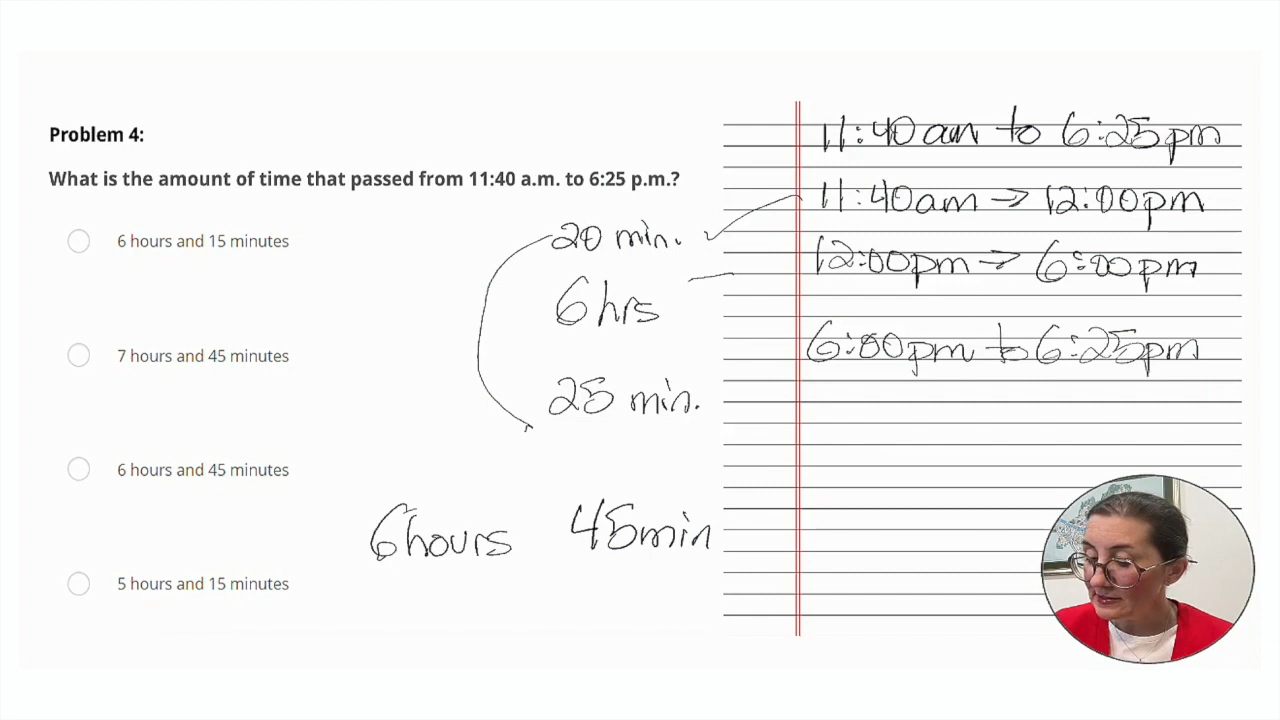 Problem 4:
What is the amount of time that passed from 11:40 a.m. to 6:25 p.m.?
6 hours and 15 minutes
7 hours and 45 minutes
6 hours and 45 minutes
5 hours and 15 minutes
20 min.
6 hrs
25 min.
6 hours 45 min
11:40 am to 6:25 pm
11:40 am → 12:00 pm
12:00 pm → 6:00 pm
6:00 pm to 6:25 pm